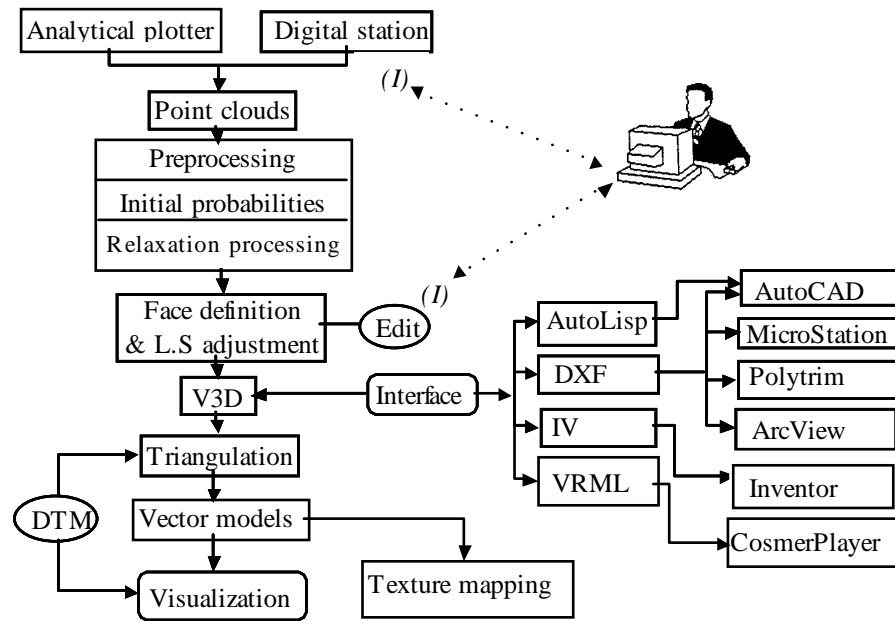 Analytical plotter
Digital station
(I)
Point clouds
Preprocessing
Initial probabilities
Relaxation processing
(I)
Face definition
& L.S adjustment
Edit
V3D
Interface
AutoLisp
DXF
IV
VRML
AutoCAD
MicroStation
Polytrim
ArcView
Inventor
CosmerPlayer
Triangulation
DTM
Vector models
Visualization
Texture mapping